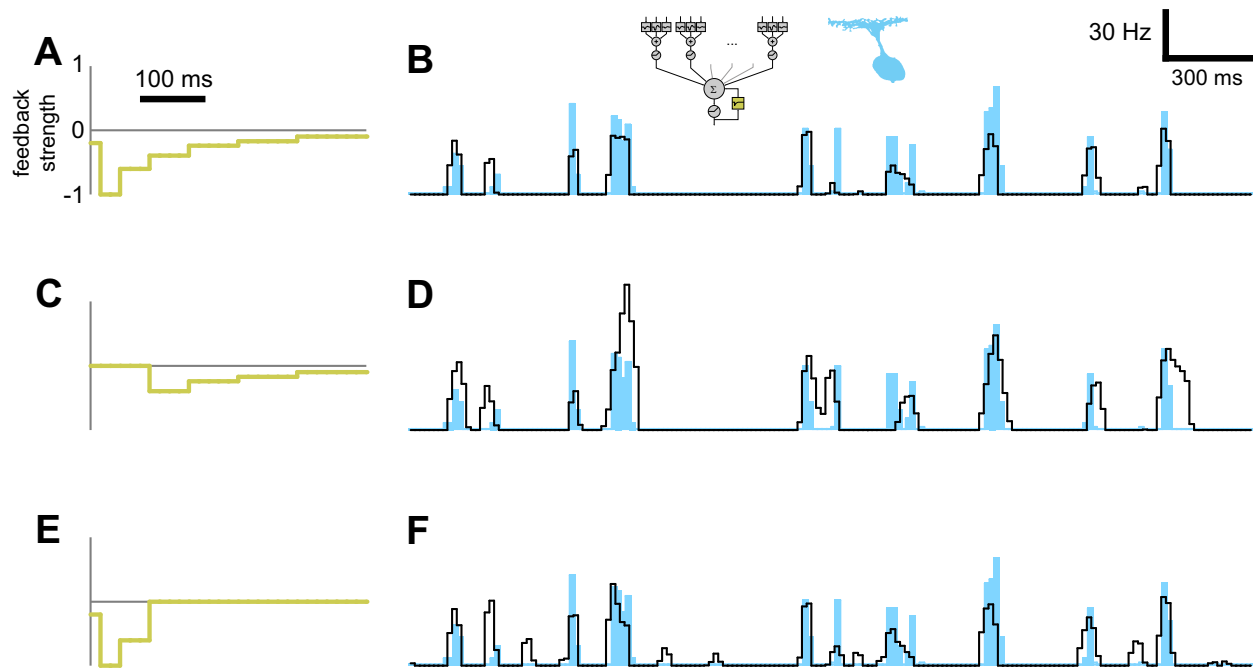 A
1
100 ms
0
feedback
strength
-1
B
+
+
...
+
Σ
30 Hz
300 ms
C
D
E
F